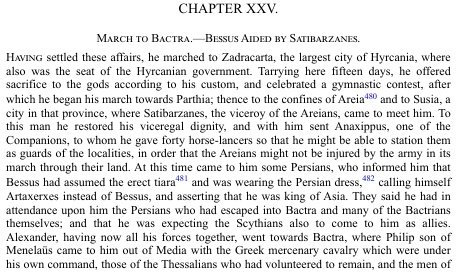 CHAPTER XXV.
MARCH TO BACTRA.—BESSUS AIDED BY SATIBARZANES.
HAVING settled these affairs, he marched to Zadracarta, the largest city of Hyrcania, where
also was the seat of the Hyrcanian government. Tarrying here fifteen days, he offered
sacrifice to the gods according to his custom, and celebrated a gymnastic contest, after
which he began his march towards Parthia; thence to the confines of Areia480 and to Susia, a
city in that province, where Satibarzanes, the viceroy of the Areians, came to meet him. To
this man he restored his viceregal dignity, and with him sent Anaxippus, one of the
Companions, to whom he gave forty horse-lancers so that he might be able to station them
as guards of the localities, in order that the Areians might not be injured by the army in its
march through their land. At this time came to him some Persians, who informed him that
Bessus had assumed the erect tiara481 and was wearing the Persian dress,482 calling himself
Artaxerxes instead of Bessus, and asserting that he was king of Asia. They said he had in
attendance upon him the Persians who had escaped into Bactra and many of the Bactrians
themselves; and that he was expecting the Scythians also to come to him as allies.
Alexander, having now all his forces together, went towards Bactra, where Philip son of
Menelaüs came to him out of Media with the Greek mercenary cavalry which were under
his own command, those of the Thessalians who had volunteered to remain, and the men of